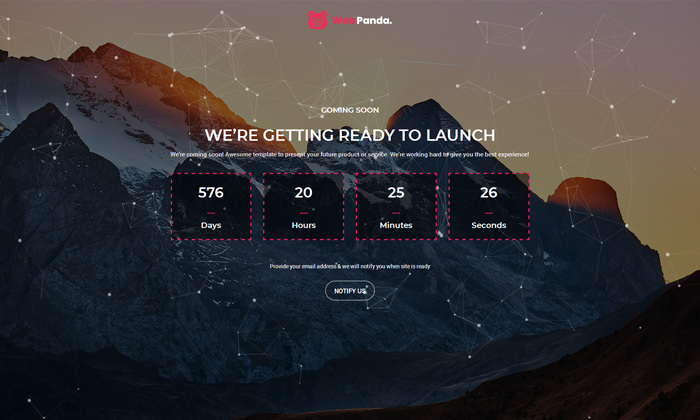 WebPanda.
COMING SOON
WE'RE GETTING READY TO LAUNCH
We're coming soon! Awesome template to present your future product or service. We're working hard to give you the best experience!
576 20 25 26
Days Hours Minutes Seconds
Provide your email address & we will notify you when site is ready
NOTIFY US